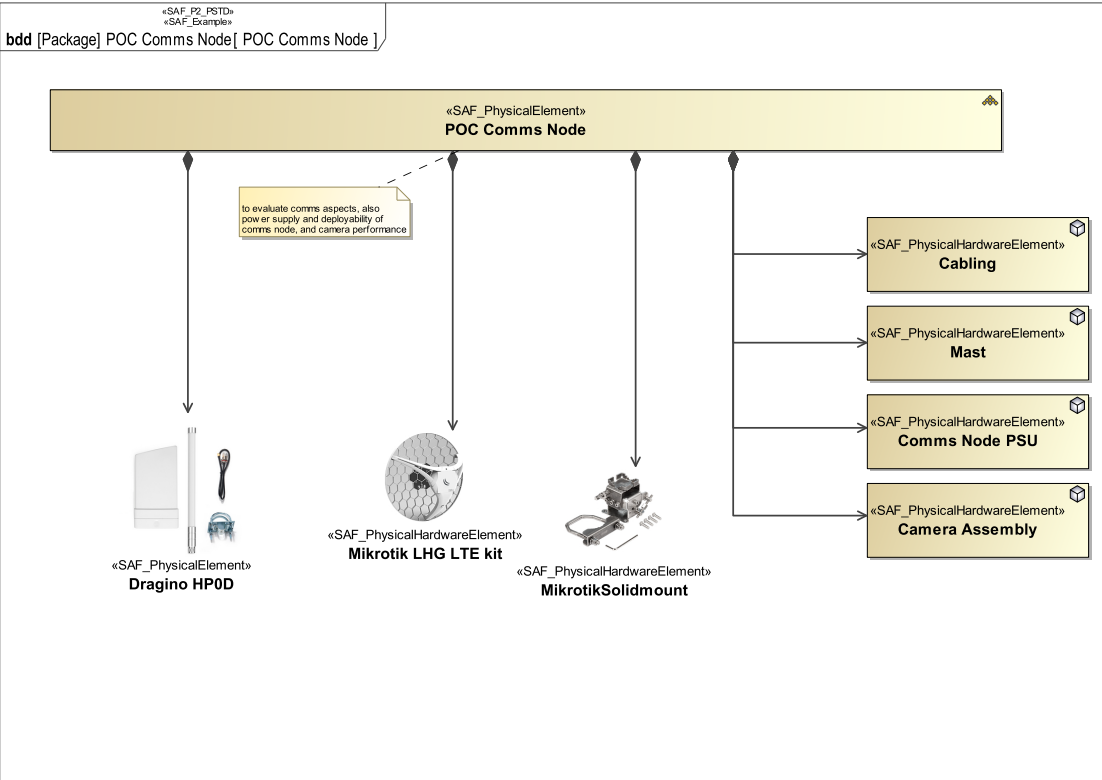 «SAF_P2_PSTD»
«SAF_Example»
bdd [Package] POC Comms Node[ POC Comms Node ]
«SAF_PhysicalElement»
POC Comms Node
to evaluate comms aspects, also
power supply and deployability of
comms node, and camera performance
«SAF_PhysicalHardwareElement»
Cabling
«SAF_PhysicalHardwareElement»
Mast
«SAF_PhysicalHardwareElement»
Comms Node PSU
«SAF_PhysicalHardwareElement»
Camera Assembly
«SAF_PhysicalElement»
Dragino HP0D
«SAF_PhysicalHardwareElement»
Mikrotik LHG LTE kit
«SAF_PhysicalHardwareElement»
MikrotikSolidmount